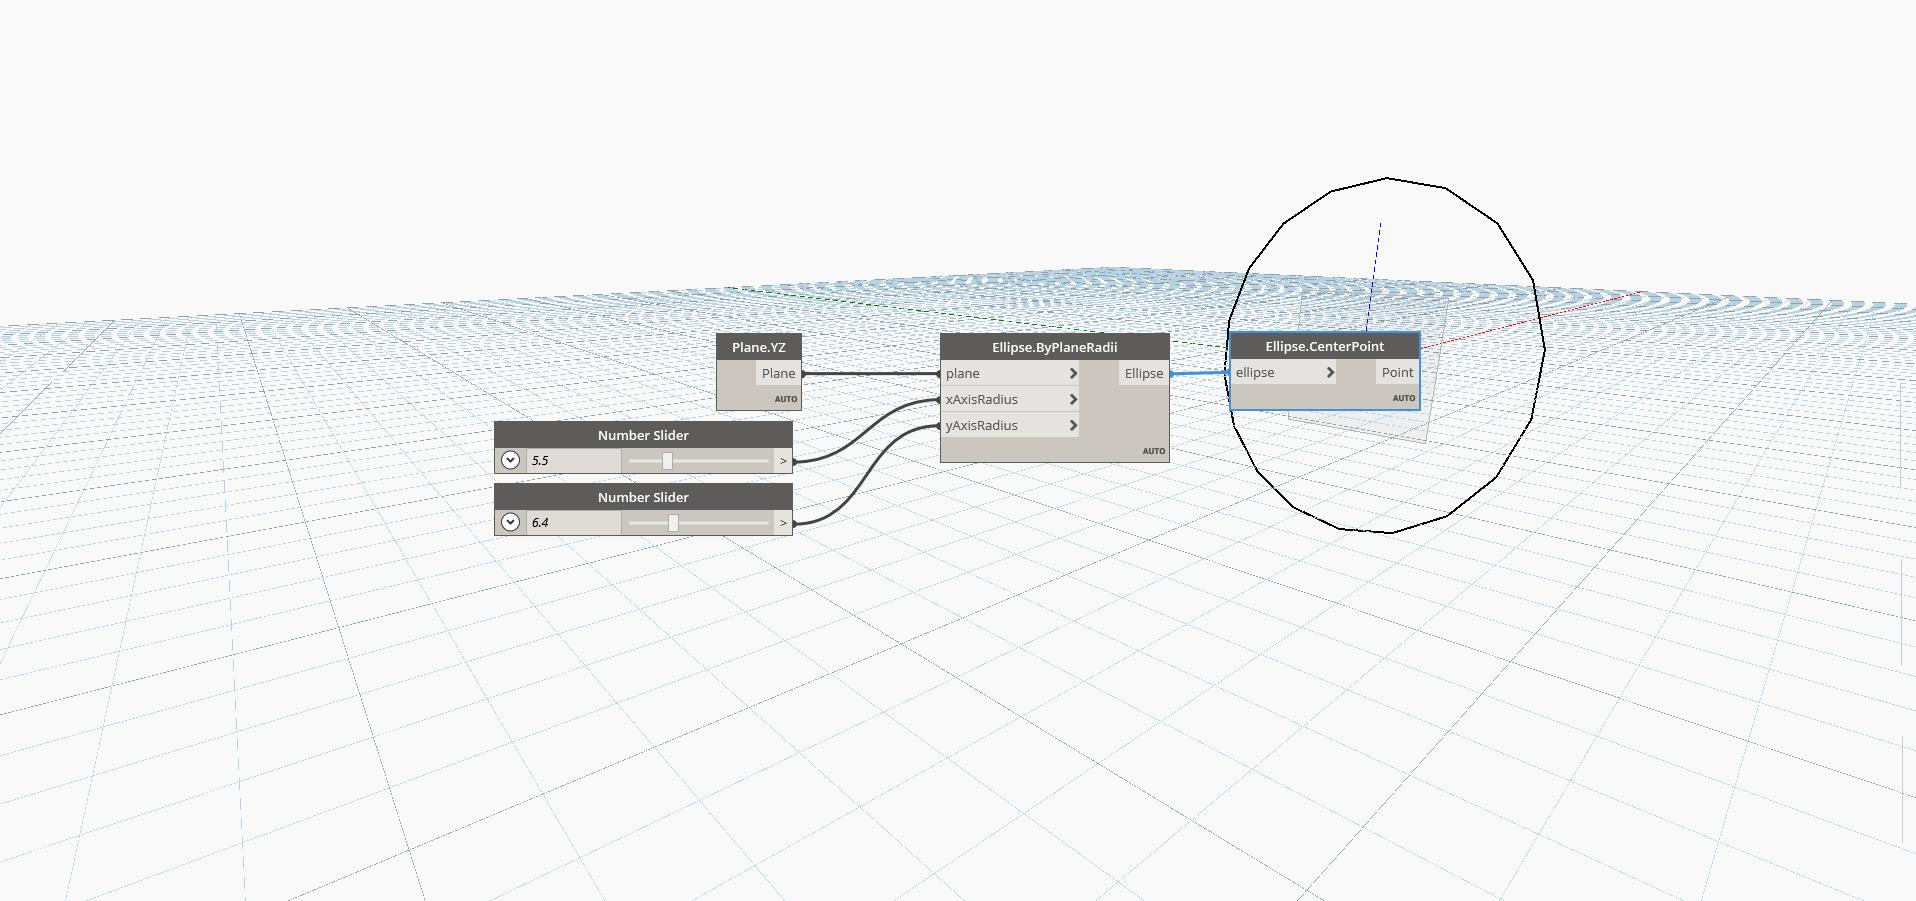 Plane.YZ
Plane
AUTO
Number Slider
5.5
>
Number Slider
6.4
>
Ellipse.ByPlaneRadii
plane
Ellipse
xAxisRadius
yAxisRadius
AUTO
Ellipse.CenterPoint
ellipse
Point
AUTO